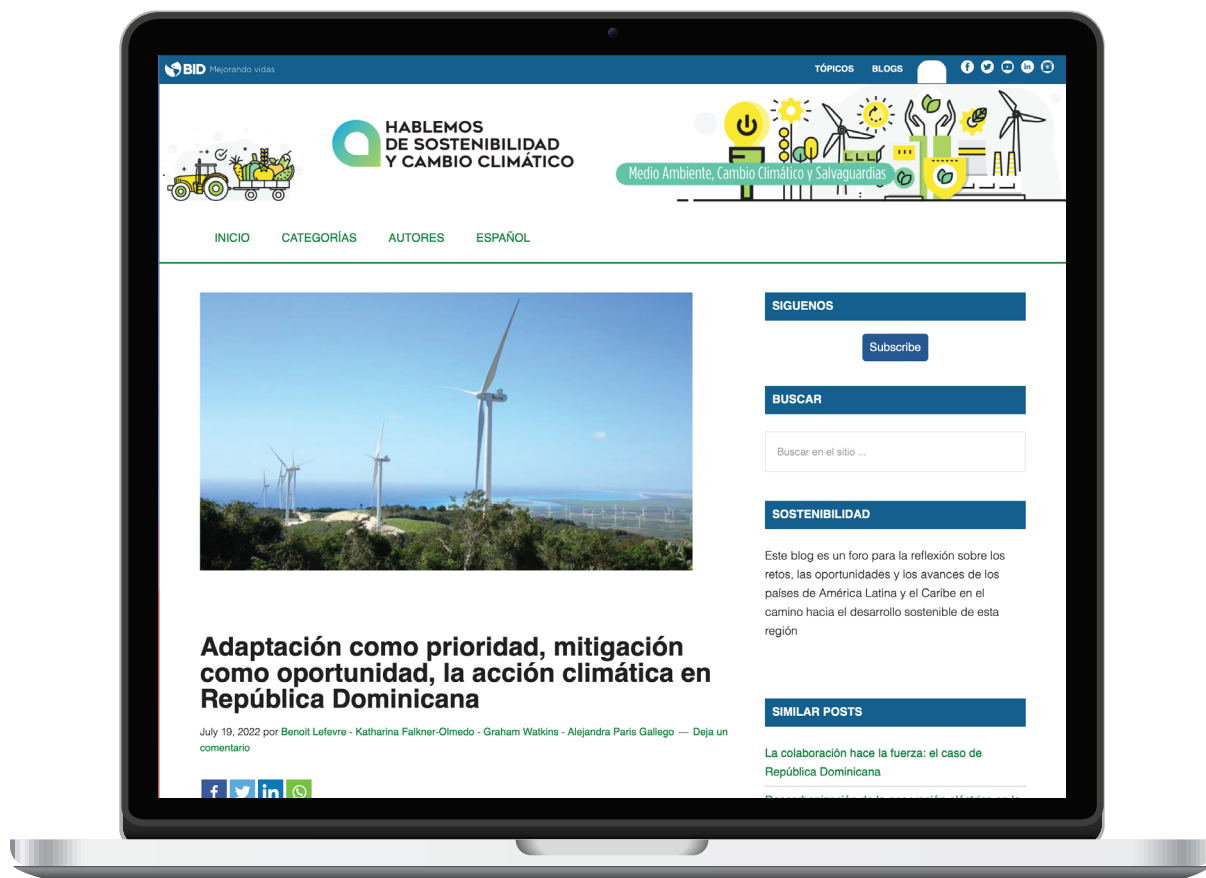 BID Mejorando vidas
TÓPICOS BLOGS
HABLEMOS
DE SOSTENIBILIDAD
Y CAMBIO CLIMÁTICO
Medio Ambiente, Cambio Climático y Salvaguardias
INICIO CATEGORÍAS AUTORES ESPAÑOL
Adaptación como prioridad, mitigación
como oportunidad, la acción climática en
República Dominicana
July 19, 2022 por Benoit Lefevre - Katharina Falkner-Olmedo - Graham Watkins - Alejandra Paris Gallego — Deja un
comentario
SIGUENOS
Subscribe
BUSCAR
Buscar en el sitio ...
SOSTENIBILIDAD
Este blog es un foro para la reflexión sobre los
retos, las oportunidades y los avances de los
países de América Latina y el Caribe en el
camino hacia el desarrollo sostenible de esta
región
SIMILAR POSTS
La colaboración hace la fuerza: el caso de
República Dominicana